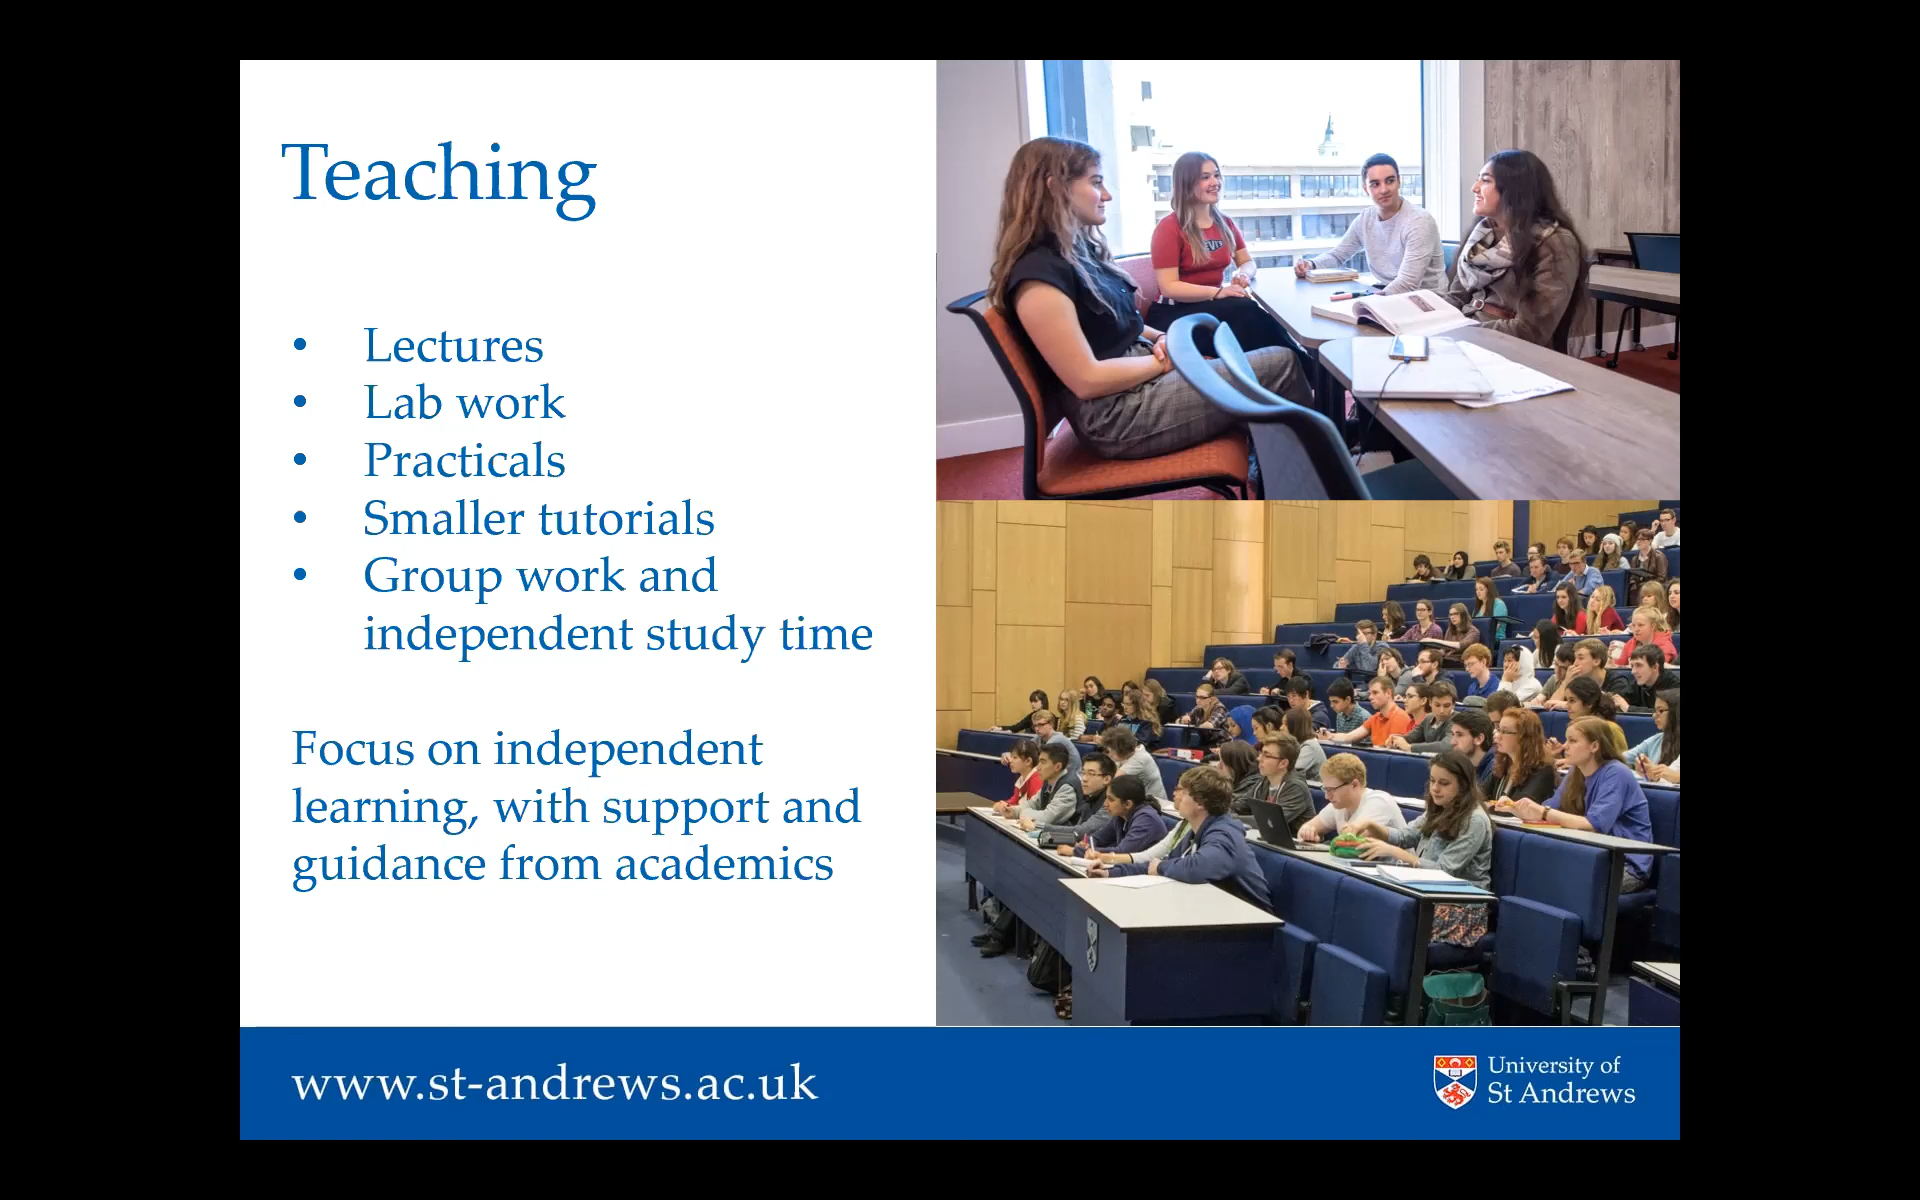 Teaching
• Lectures
• Lab work
• Practicals
• Smaller tutorials
• Group work and
independent study time
Focus on independent
learning, with support and
guidance from academics
www.st-andrews.ac.uk
University of
St Andrews